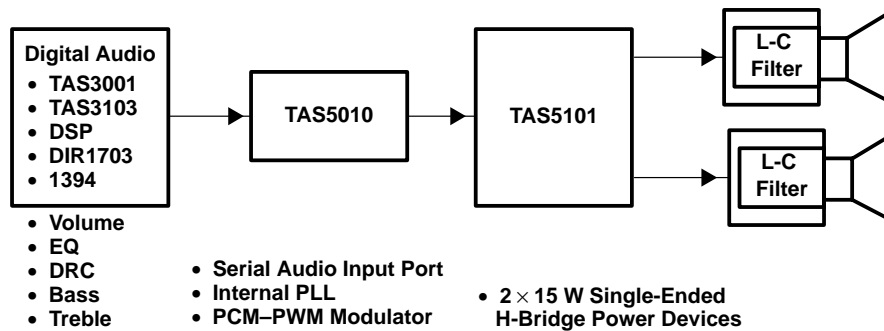 Digital Audio
• TAS3001
• TAS3103
• DSP
• DIR1703
• 1394
• Volume
• EQ
• DRC
• Bass
• Treble
TAS5010
• Serial Audio Input Port
• Internal PLL
• PCM–PWM Modulator
TAS5101
• 2 × 15 W Single-Ended
H-Bridge Power Devices
L-C
Filter
L-C
Filter